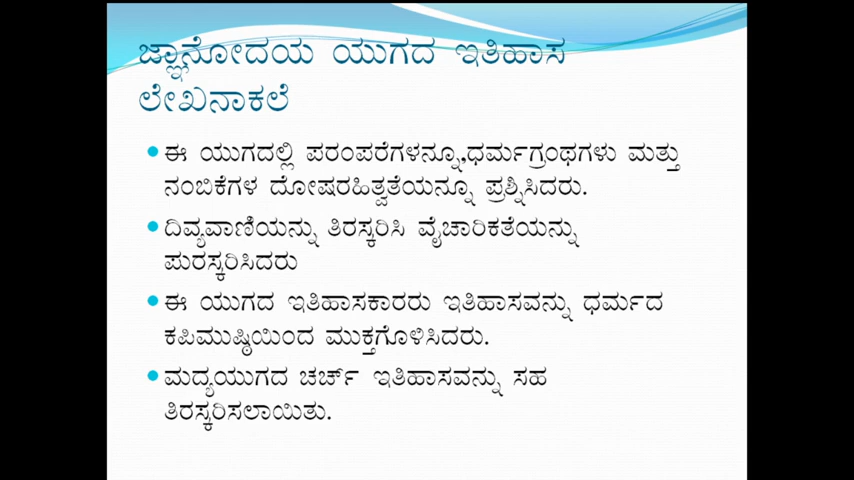 ಜ್ಞಾನೋದಯ ಯುಗದ ಇತಿಹಾಸ
ಲೇಖನಾಕಲೆ
•ಈ ಯುಗದಲ್ಲಿ ಪರಂಪರೆಗಳನ್ನೂ,ಧರ್ಮಗ್ರಂಥಗಳು ಮತ್ತು
ನಂಬಿಕೆಗಳ ದೋಷರಹಿತ್ವತೆಯನ್ನೂ ಪ್ರಶ್ನಿಸಿದರು.
•ದಿವ್ಯವಾಣಿಯನ್ನು ತಿರಸ್ಕರಿಸಿ ವೈಚಾರಿಕತೆಯನ್ನು
ಪುರಸ್ಕರಿಸಿದರು
•ಈ ಯುಗದ ಇತಿಹಾಸಕಾರರು ಇತಿಹಾಸವನ್ನು ಧರ್ಮದ
ಕಪಿಮುಷ್ಠಿಯಿಂದ ಮುಕ್ತಗೊಳಿಸಿದರು.
•ಮದ್ಯಯುಗದ ಚರ್ಚ್ ಇತಿಹಾಸವನ್ನು ಸಹ
ತಿರಸ್ಕರಿಸಲಾಯಿತು.